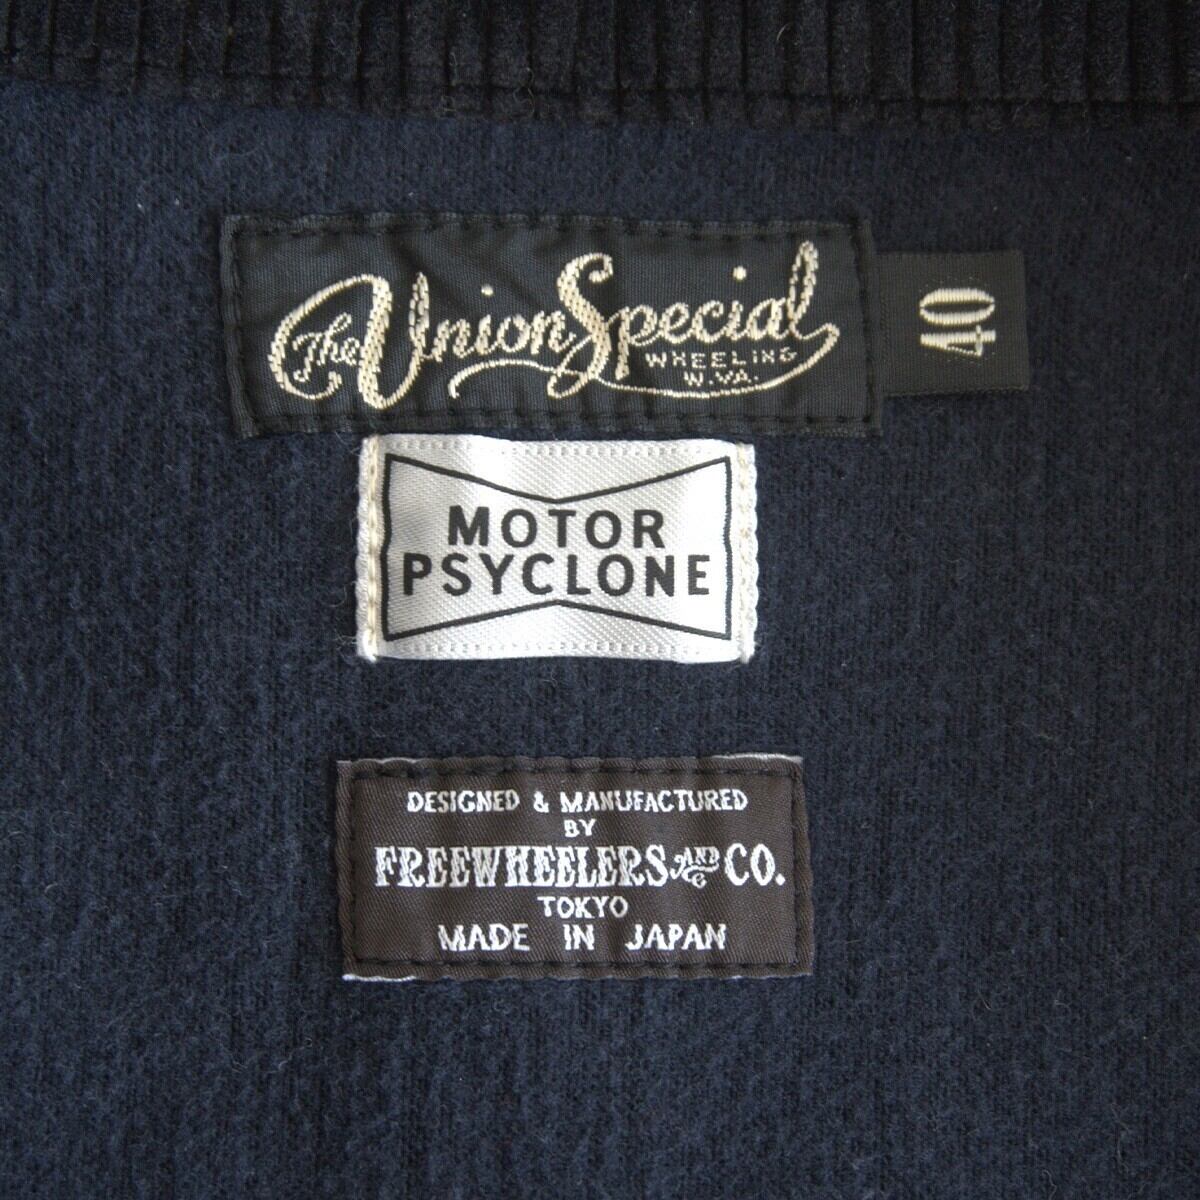 The Union Special
WHEELING
W.VA.
40
MOTOR
PSYCLONE
DESIGNED & MANUFACTURED
BY
FREEWHEELERS AND CO.
TOKYO
MADE IN JAPAN